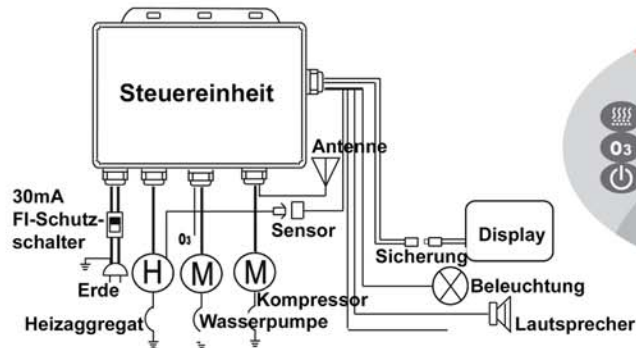 Steuereinheit
Antenne
30mA
FI-Schutz-
schalter
O3
Sensor
Erde
H
M
M
Kompressor
Heizaggregat
Wasserpumpe
Sicherung
Display
Beleuchtung
Lautsprecher
O3